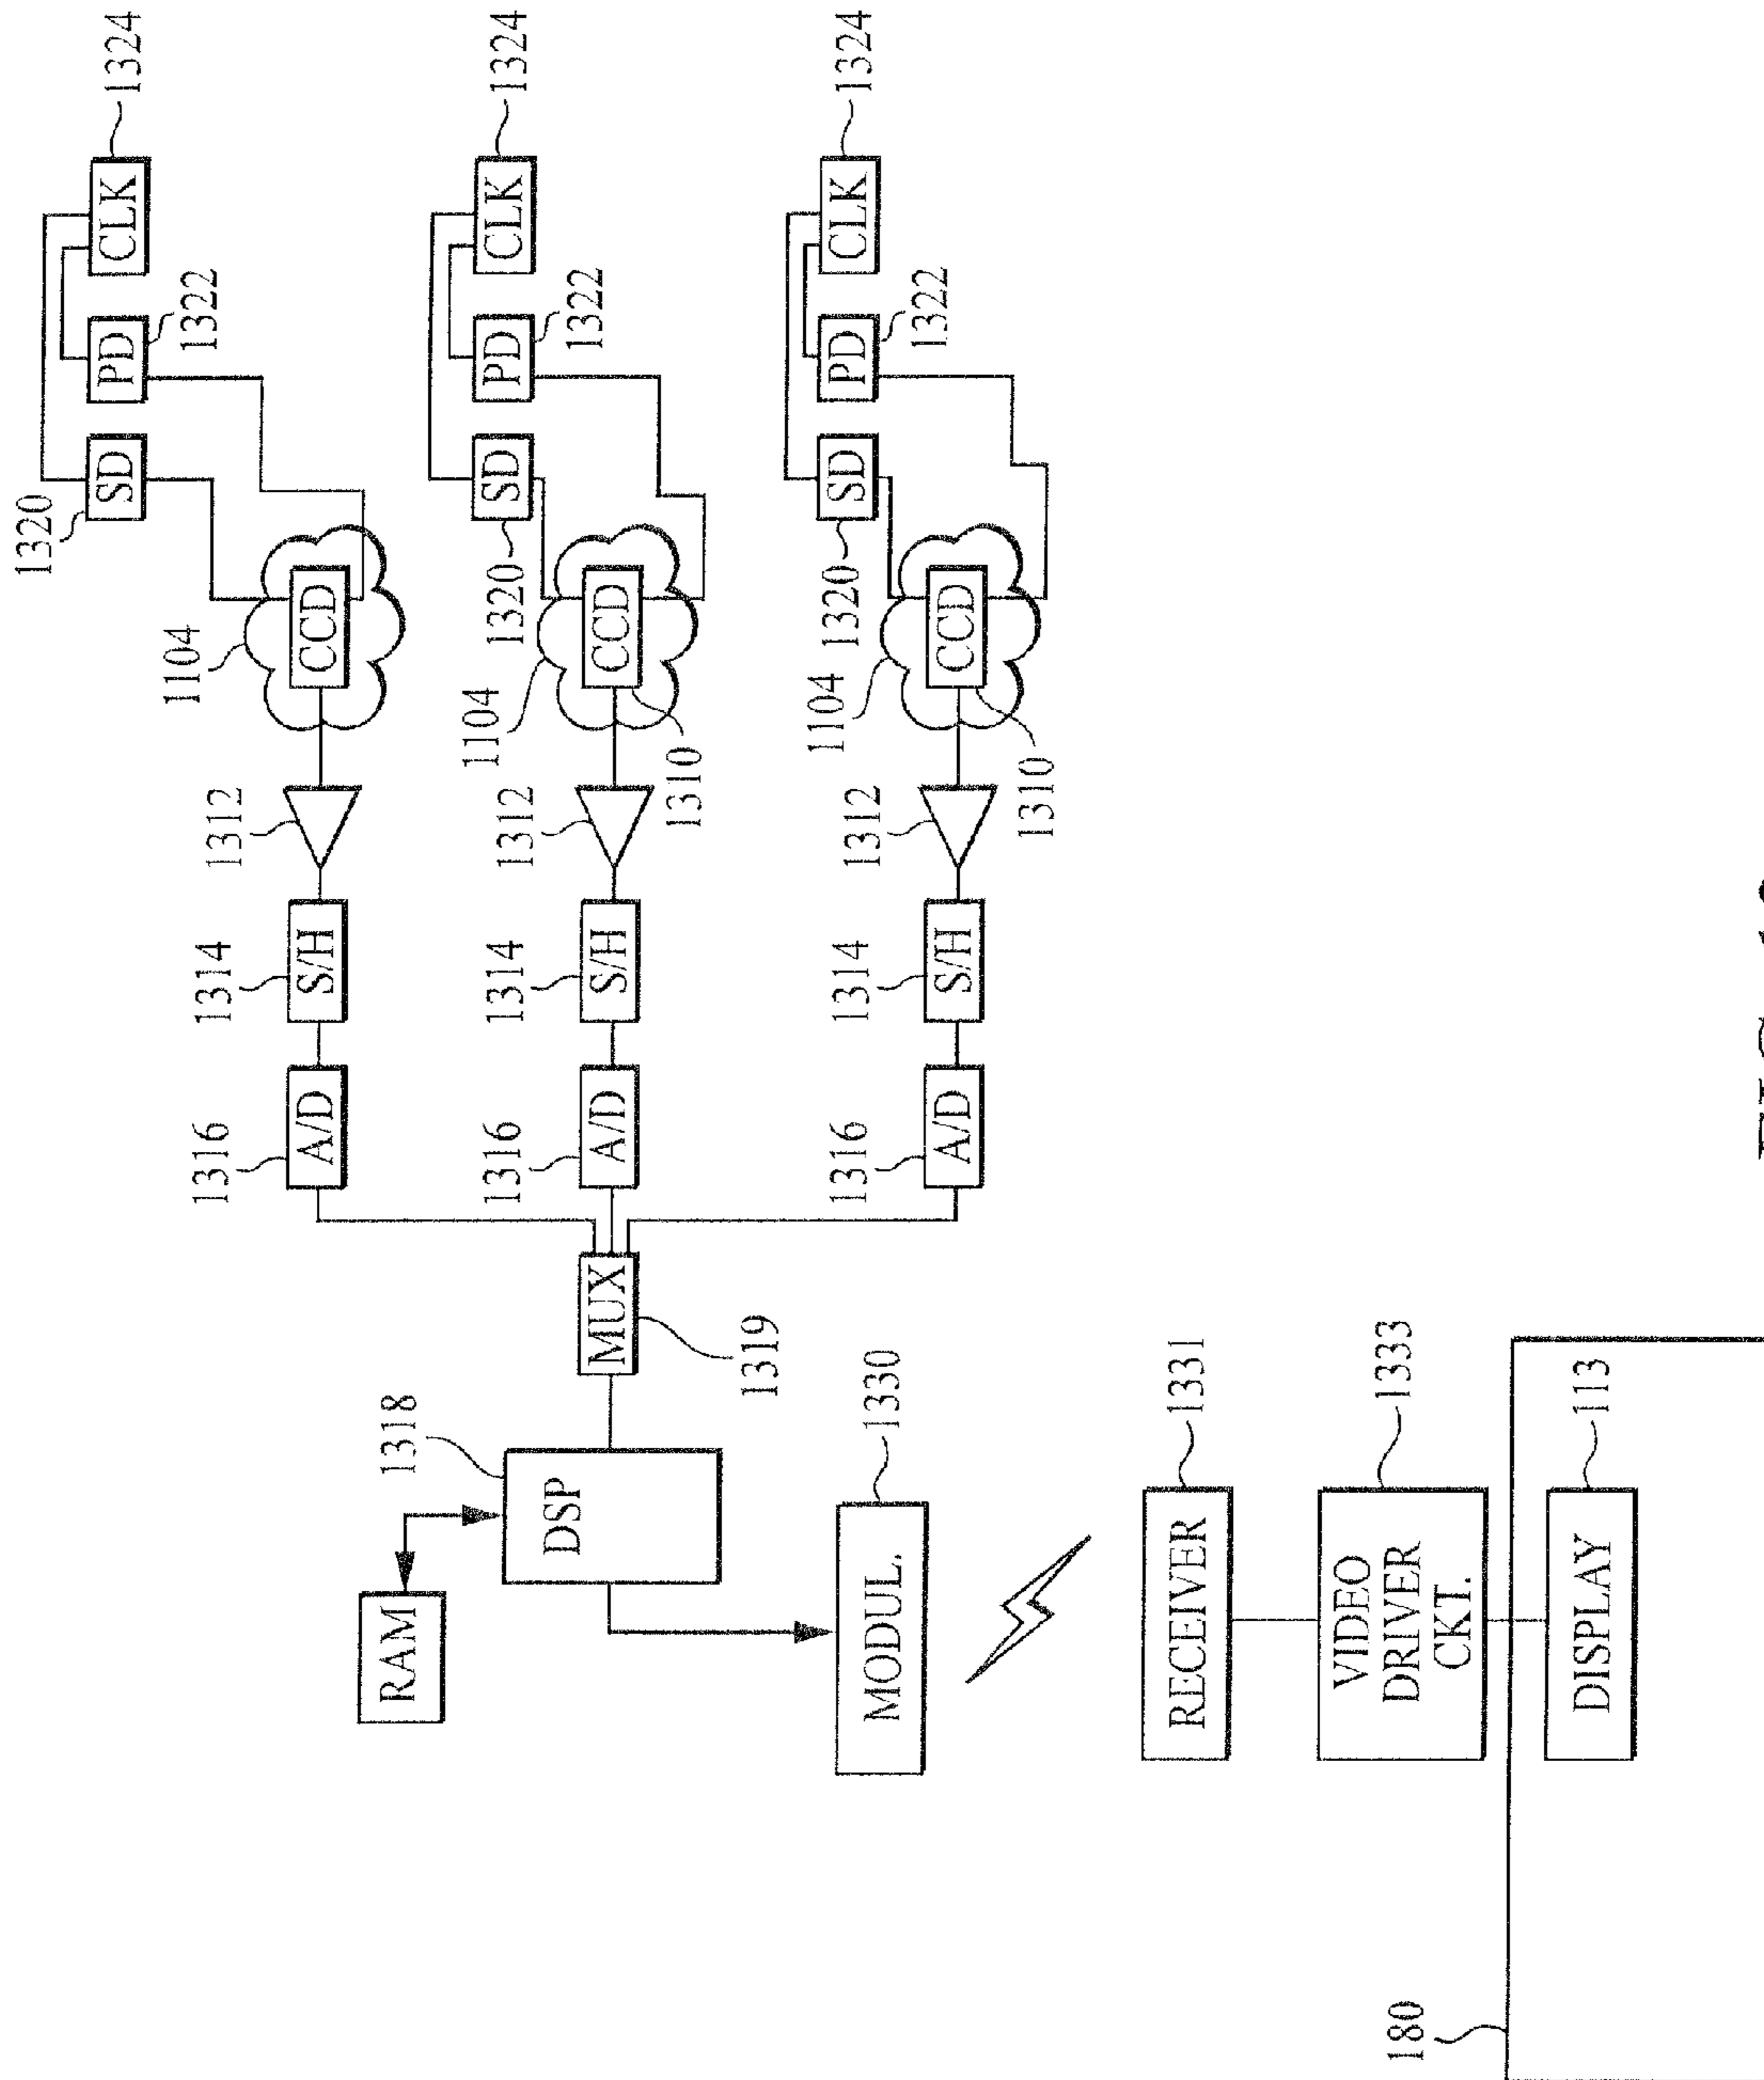 1320
SD
PD
1322
CLK
1324
1104
CCD
1312
1314
S/H
1316
A/D
1324
CLK
PD
1322
SD
1320
1104
CCD
1310
1312
1314
S/H
1316
A/D
1324
CLK
PD
1322
SD
1320
1104
CCD
1310
1312
1314
S/H
1316
A/D
MUX
1319
1318
DSP
RAM
MODUL.
1330
RECEIVER
1331
VIDEO
DRIVER
CKT.
1333
DISPLAY
113
180